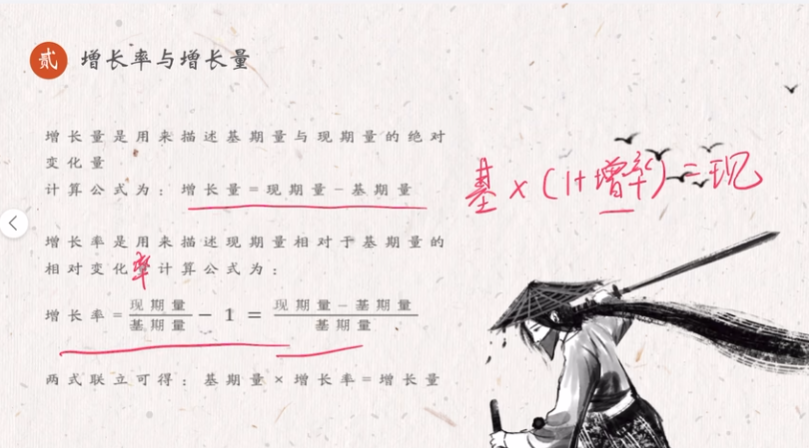 贰 增长率与增长量
增长量是用来描述基期量与现期量的绝对
变化量
计算公式为：增长量=现期量-基期量
基×(1+增率)=现
增长率是用来描述现期量相对于基期量的
相对变化率计算公式为：
增长率=现期量/基期量-1=现期量-基期量/基期量
两式联立可得：基期量×增长率=增长量